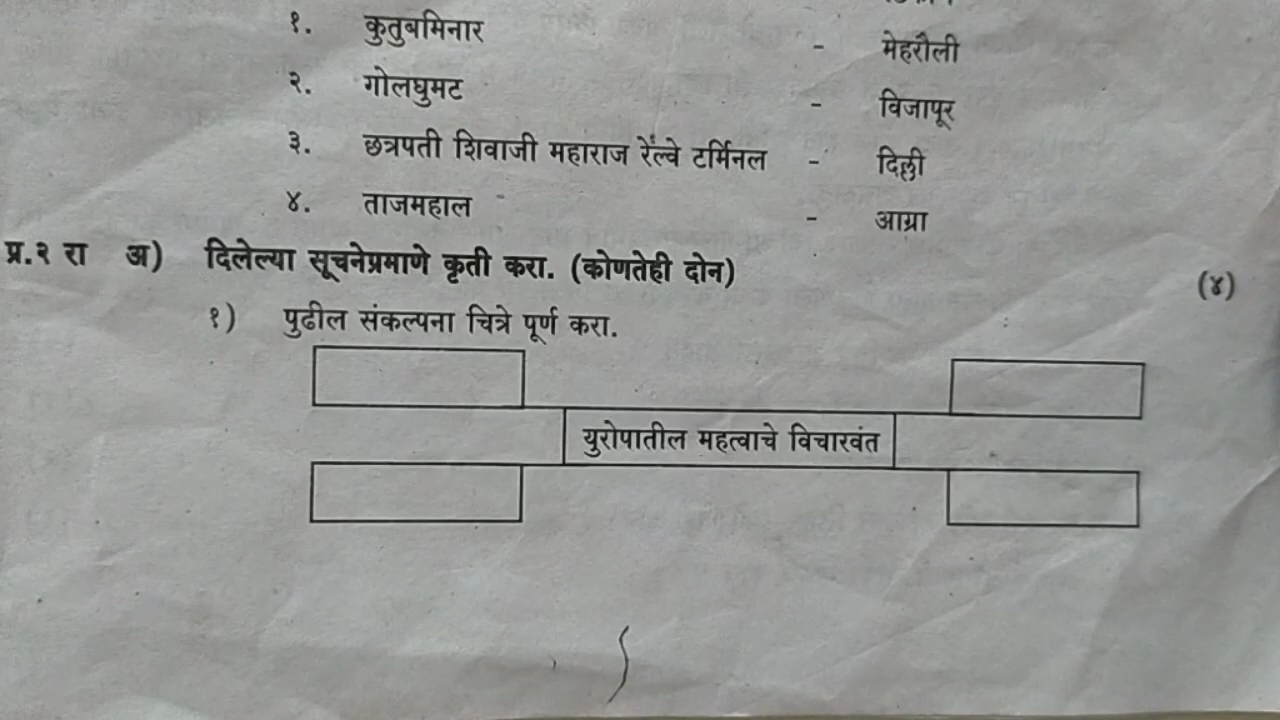 १. कुतुबमिनार - मेहरौली
२. गोलघुमट - विजापूर
३. छत्रपती शिवाजी महाराज रेंल्वे टर्मिनल - दिल्ली
४. ताजमहाल - आग्रा
प्र.२ रा अ) दिलेल्या सूचनेप्रमाणे कृती करा. (कोणतेही दोन) (४)
१) पुढील संकल्पना चित्रे पूर्ण करा.
युरोपातील महत्वाचे विचारवंत